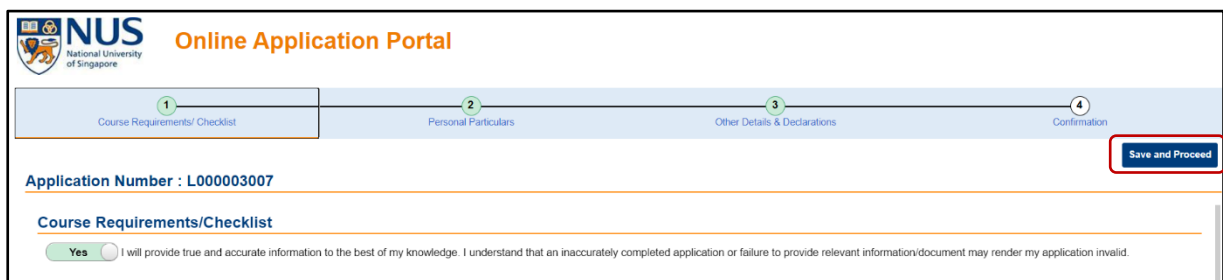 NUS
National University
of Singapore
Online Application Portal
1
Course Requirements/ Checklist
2
Personal Particulars
3
Other Details & Declarations
4
Confirmation
Save and Proceed
Application Number : L000003007
Course Requirements/Checklist
Yes I will provide true and accurate information to the best of my knowledge. I understand that an inaccurately completed application or failure to provide relevant information/document may render my application invalid.